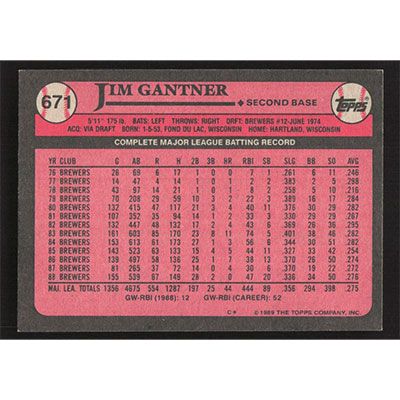 671
JIM GANTNER
SECOND BASE
TOPPS
5'11" 175 lb. BATS: LEFT THROWS: RIGHT DRFT: BREWERS #12-JUNE 1974
ACQ: VIA DRAFT BORN: 1-5-53, FOND DU LAC, WISCONSIN HOME: HARTLAND, WISCONSIN
COMPLETE MAJOR LEAGUE BATTING RECORD
YR CLUB G AB R H 2B 3B HR RBI SB SLG BB SO AVG
76 BREWERS 26 69 6 17 1 0 0 7 1 .261 6 11 .246
77 BREWERS 14 47 4 14 1 0 1 2 2 .383 2 5 .298
78 BREWERS 43 97 14 21 1 0 1 8 2 .258 5 10 .216
79 BREWERS 70 208 29 59 10 3 2 22 3 .389 16 17 .284
80 BREWERS 132 415 47 117 21 3 4 40 11 .376 30 29 .282
81 BREWERS 107 352 35 94 14 1 2 33 3 .330 29 29 .267
82 BREWERS 132 447 48 132 17 2 4 43 6 .369 26 36 .295
83 BREWERS 161 603 85 170 23 8 11 74 5 .401 38 46 .282
84 BREWERS 153 613 61 173 27 1 3 56 6 .344 30 51 .282
85 BREWERS 143 523 63 133 15 4 5 44 11 .327 33 42 .254
86 BREWERS 139 497 58 136 25 1 7 38 13 .370 26 50 .274
87 BREWERS 81 265 37 72 14 0 4 30 6 .370 19 22 .272
88 BREWERS 155 539 67 149 28 2 0 47 20 .336 34 50 .276
MAJ. LEA. TOTALS 1356 4675 554 1287 197 25 44 444 89 .356 294 398 .275
GW-RBI (1988): 12 GW-RBI (CAREER): 52
C* © 1989 THE TOPPS COMPANY, INC.